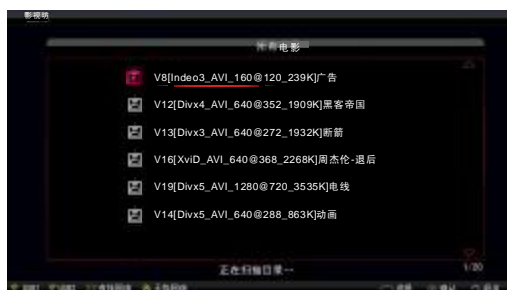 影视明
所有电影
V8[Indeo3_AVI_160@120_239K]广告
V12[Divx4_AVI_640@352_1909K]黑客帝国
V13[Divx3_AVI_640@272_1932K]断箭
V16[XviD_AVI_640@368_2268K]周杰伦-退后
V19[Divx5_AVI_1280@720_3535K]电线
V14[Divx5_AVI_640@288_863K]动画
正在扫描目录--
1/20